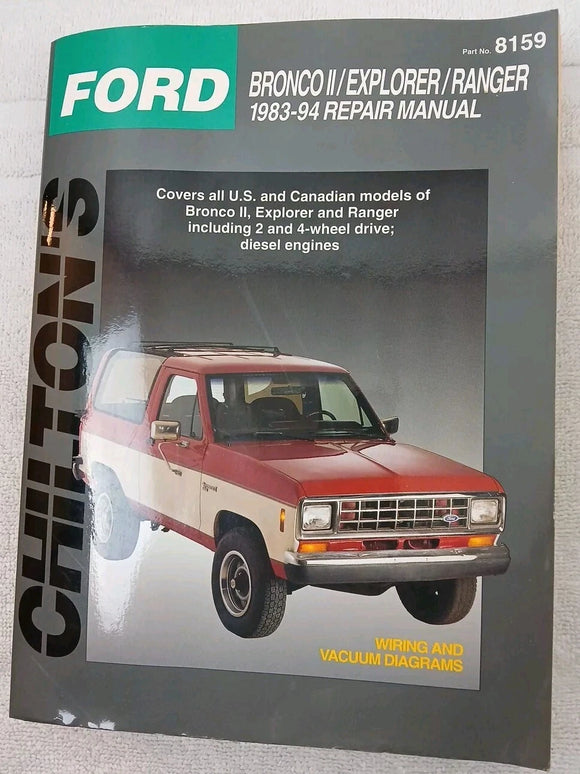 Part No. 8159
FORD
BRONCO II/EXPLORER/RANGER
1983-94 REPAIR MANUAL
CHILTON'S
Covers all U.S. and Canadian models of
Bronco II, Explorer and Ranger
including 2 and 4-wheel drive;
diesel engines
Ford
WIRING AND
VACUUM DIAGRAMS